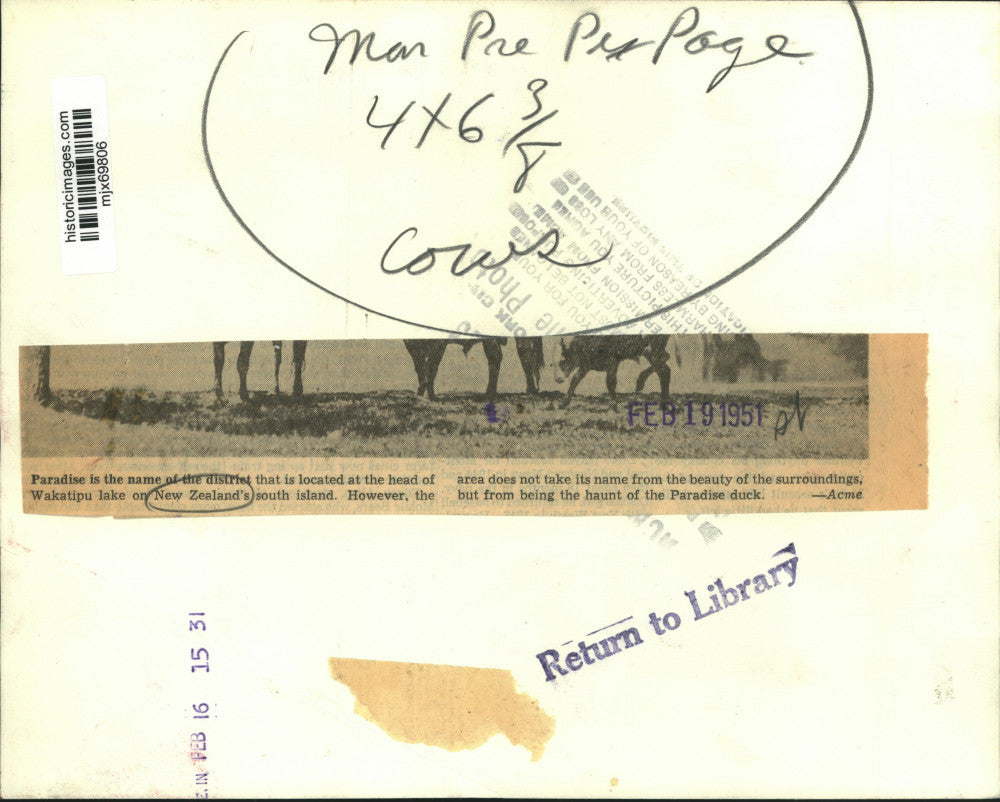 Mon Pre Pix Page
4x6 3/8
Cows
historicimages.com
mjx69806
FEB 19 1951
Paradise is the name of the district that is located at the head of
Wakatipu lake on New Zealand's south island. However, the
area does not take its name from the beauty of the surroundings,
but from being the haunt of the Paradise duck. —Acme
Return to Library
FEB 16 15 31